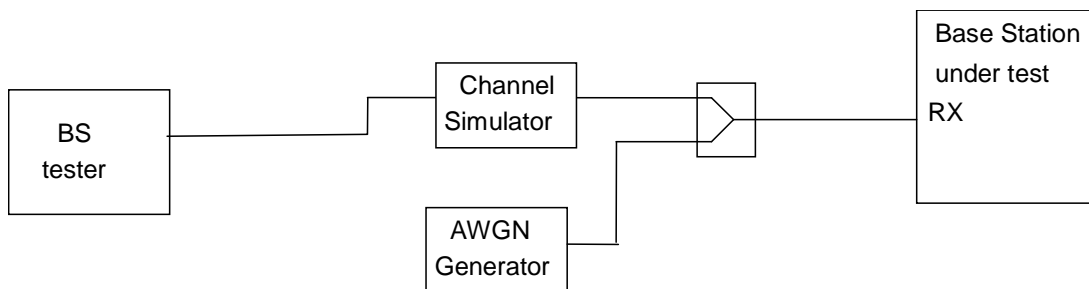 BS
tester
Channel
Simulator
AWGN
Generator
Base Station
under test
RX